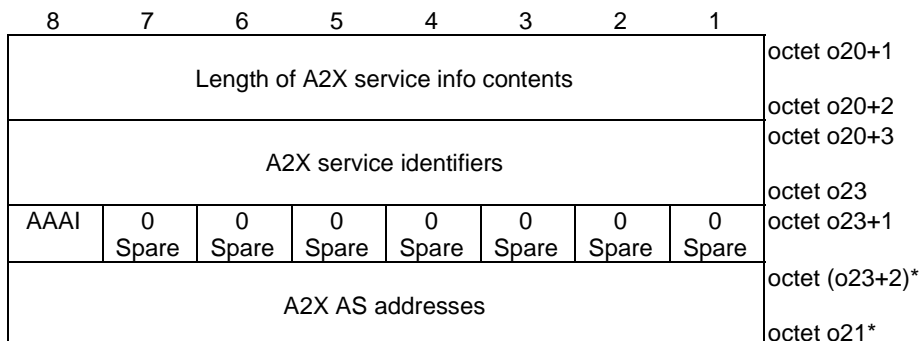 8 7 6 5 4 3 2 1
octet o20+1
Length of A2X service info contents
octet o20+2
octet o20+3
A2X service identifiers
octet o23
AAAI 0 0 0 0 0 0 0 octet o23+1
Spare Spare Spare Spare Spare Spare Spare
octet (o23+2)*
A2X AS addresses
octet o21*